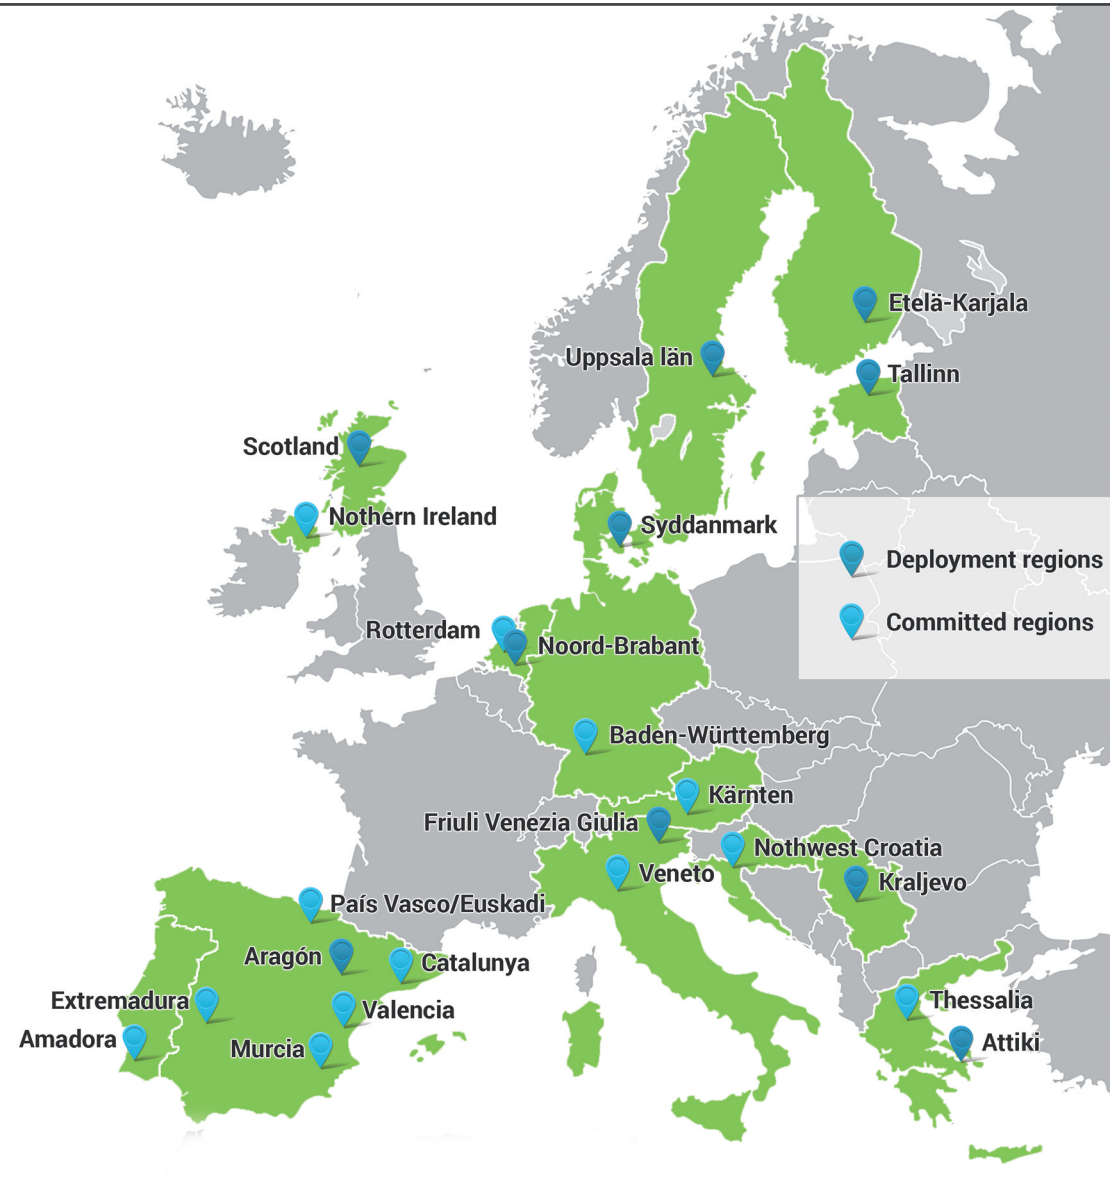 Etelä-Karjala
Uppsala län
Tallinn
Scotland
Nothern Ireland
Syddanmark
Deployment regions
Committed regions
Rotterdam
Noord-Brabant
Baden-Württemberg
Kärnten
Friuli Venezia Giulia
Nothwest Croatia
Veneto
Kraljevo
País Vasco/Euskadi
Aragón
Catalunya
Extremadura
Valencia
Thessalia
Amadora
Murcia
Attiki